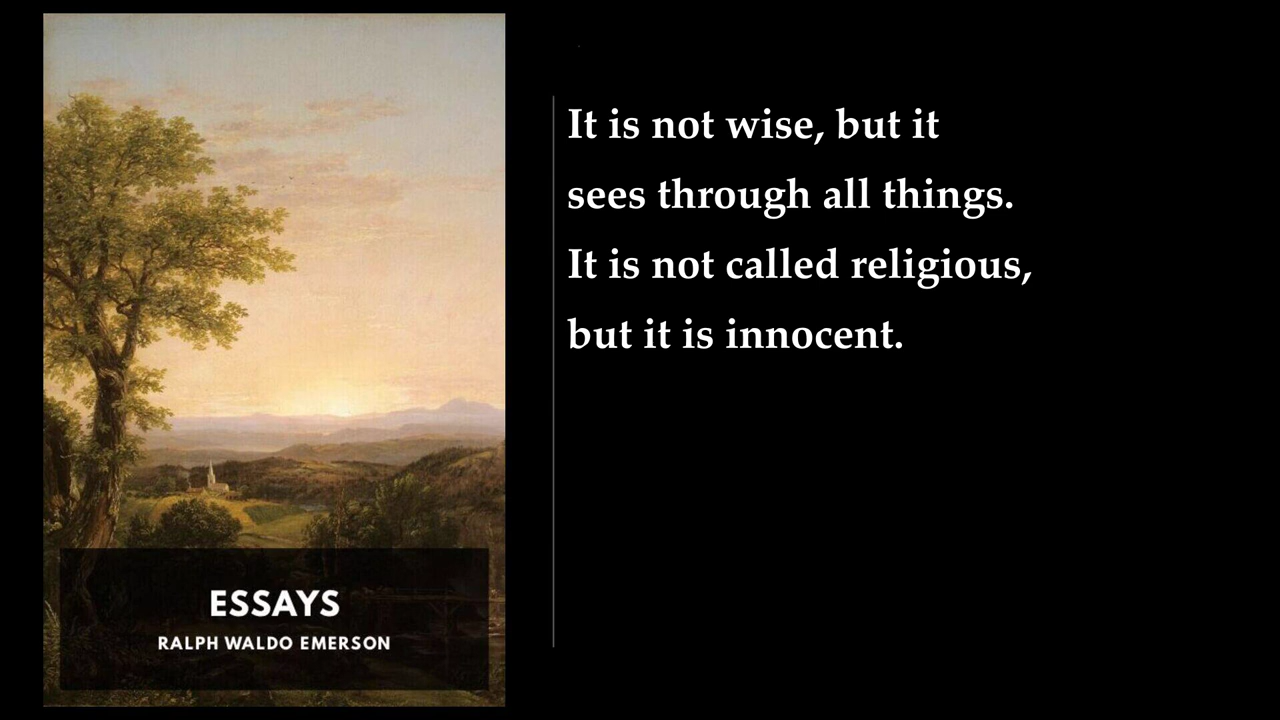 ESSAYS
RALPH WALDO EMERSON
It is not wise, but it
sees through all things.
It is not called religious,
but it is innocent.